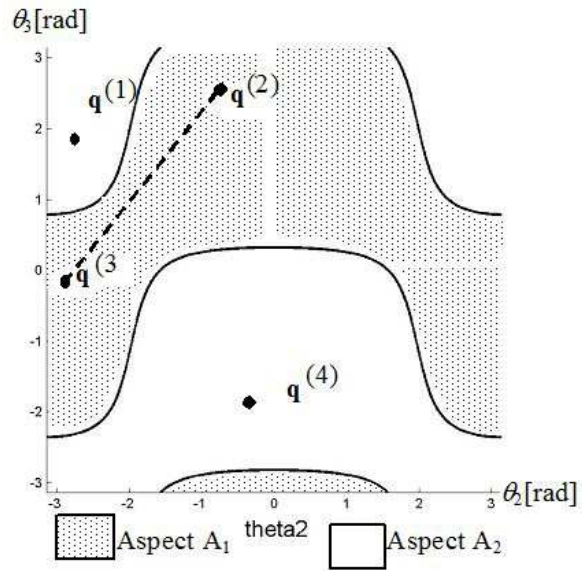 θ3[rad]
3
q(1)
q(2)
2
1
0
q(3
-1
q(4)
-2
-3
-3 -2 -1 0 1 2 3 θ2[rad]
theta2
Aspect A1 Aspect A2